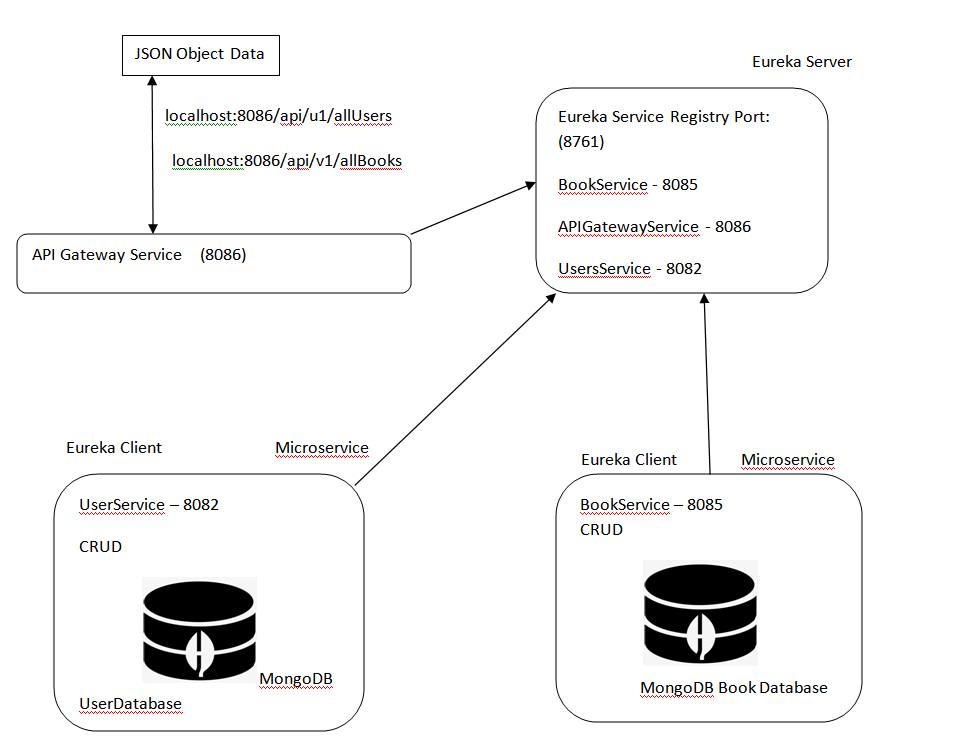 JSON Object Data
Eureka Server
localhost:8086/api/u1/allUsers
localhost:8086/api/v1/allBooks
API Gateway Service (8086)
Eureka Service Registry Port:
(8761)
BookService - 8085
APIGatewayService - 8086
UsersService - 8082
Eureka Client
Microservice
UserService – 8082
CRUD
MongoDB
UserDatabase
Eureka Client
Microservice
BookService – 8085
CRUD
MongoDB Book Database